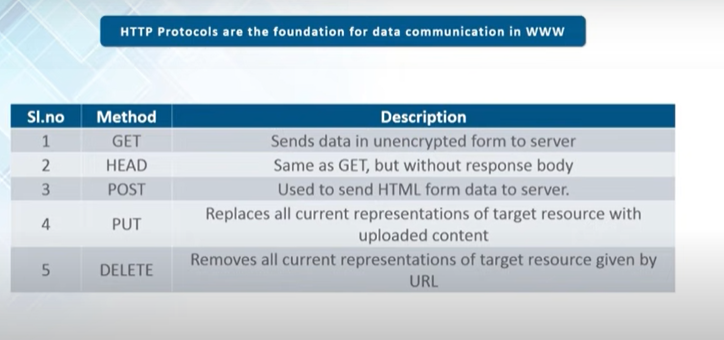 HTTP Protocols are the foundation for data communication in WWW
Sl.no Method Description
1 GET Sends data in unencrypted form to server
2 HEAD Same as GET, but without response body
3 POST Used to send HTML form data to server.
4 PUT Replaces all current representations of target resource with
uploaded content
5 DELETE Removes all current representations of target resource given by
URL